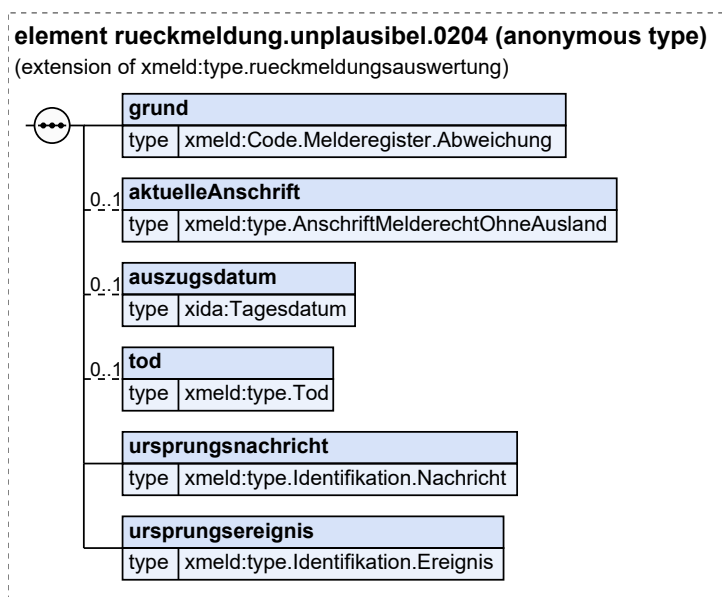 element rueckmeldung.unplausibel.0204 (anonymous type)
(extension of xmeld:type.rueckmeldungsauswertung)
grund
type xmeld:Code.Melderegister.Abweichung
0..1 aktuelleAnschrift
type xmeld:type.AnschriftMelderechtOhneAusland
0..1 auszugsdatum
type xida:Tagesdatum
0..1 tod
type xmeld:type.Tod
ursprungsnachricht
type xmeld:type.Identifikation.Nachricht
ursprungsereignis
type xmeld:type.Identifikation.Ereignis